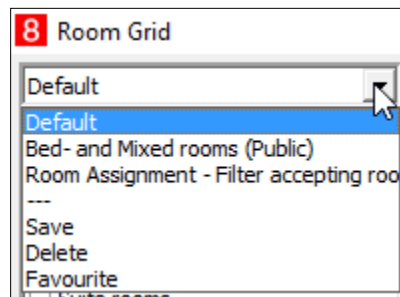 8 Room Grid
Default
Default
Bed- and Mixed rooms (Public)
Room Assignment - Filter accepting roo
---
Save
Delete
Favourite